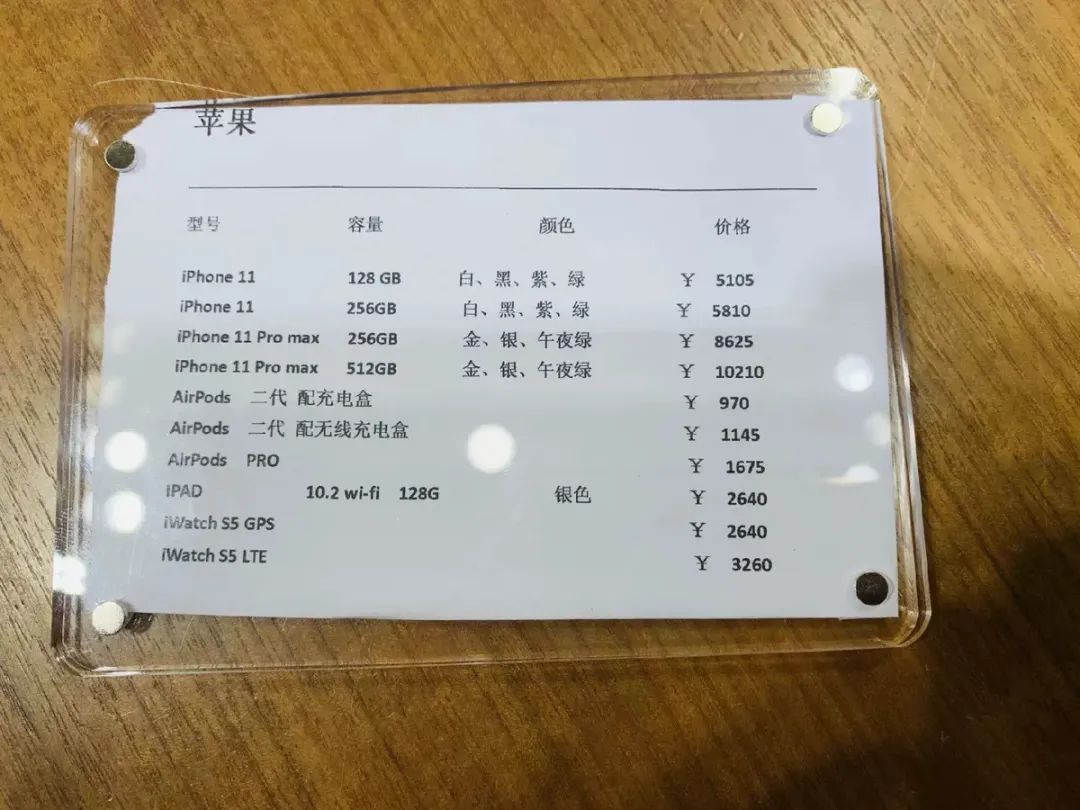 苹果
型号 容量 颜色 价格
iPhone 11 128 GB 白、黑、紫、绿 ¥ 5105
iPhone 11 256GB 白、黑、紫、绿 ¥ 5810
iPhone 11 Pro max 256GB 金、银、午夜绿 ¥ 8625
iPhone 11 Pro max 512GB 金、银、午夜绿 ¥ 10210
AirPods 二代 配充电盒 ¥ 970
AirPods 二代 配无线充电盒 ¥ 1145
AirPods PRO ¥ 1675
IPAD 10.2 wi-fi 128G 银色 ¥ 2640
iWatch S5 GPS ¥ 2640
iWatch S5 LTE ¥ 3260